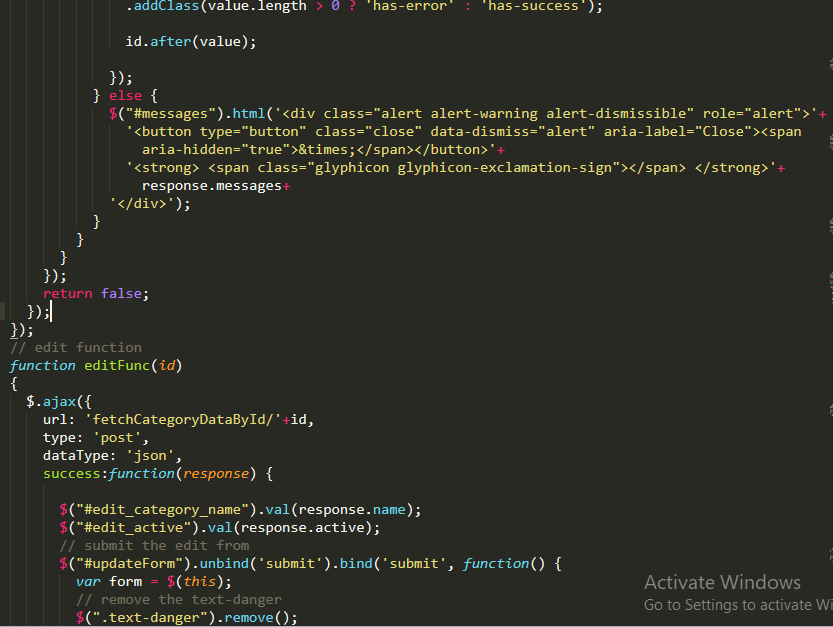 .addClass(value.length > 0 ? 'has-error' : 'has-success');
id.after(value);
});
} else {
$("#messages").html('<div class="alert alert-warning alert-dismissible" role="alert">'+
'<button type="button" class="close" data-dismiss="alert" aria-label="Close"><span
aria-hidden="true">&times;</span></button>'+
'<strong> <span class="glyphicon glyphicon-exclamation-sign"></span> </strong>'+
response.messages+
'</div>');
}
}
}
});
return false;
});
});
// edit function
function editFunc(id)
{
$.ajax({
url: 'fetchCategoryDataById/'+id,
type: 'post',
dataType: 'json',
success:function(response) {
$("#edit_category_name").val(response.name);
$("#edit_active").val(response.active);
// submit the edit from
$("#updateForm").unbind('submit').bind('submit', function() {
var form = $(this);
// remove the text-danger
$(".text-danger").remove();
Activate Windows
Go to Settings to activate Wi